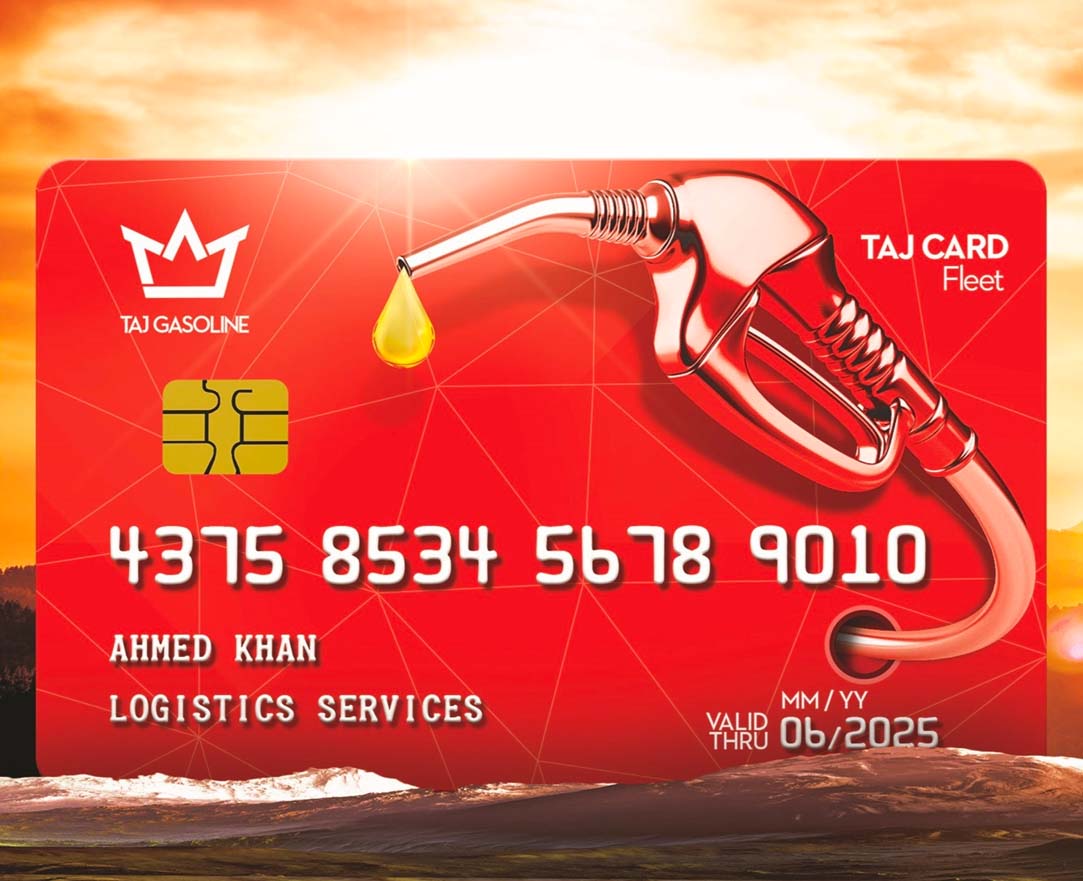 TAJ GASOLINE
TAJ CARD
Fleet
4375 8534 5678 9010
AHMED KHAN
LOGISTICS SERVICES
MM / YY
VALID
THRU
06/2025